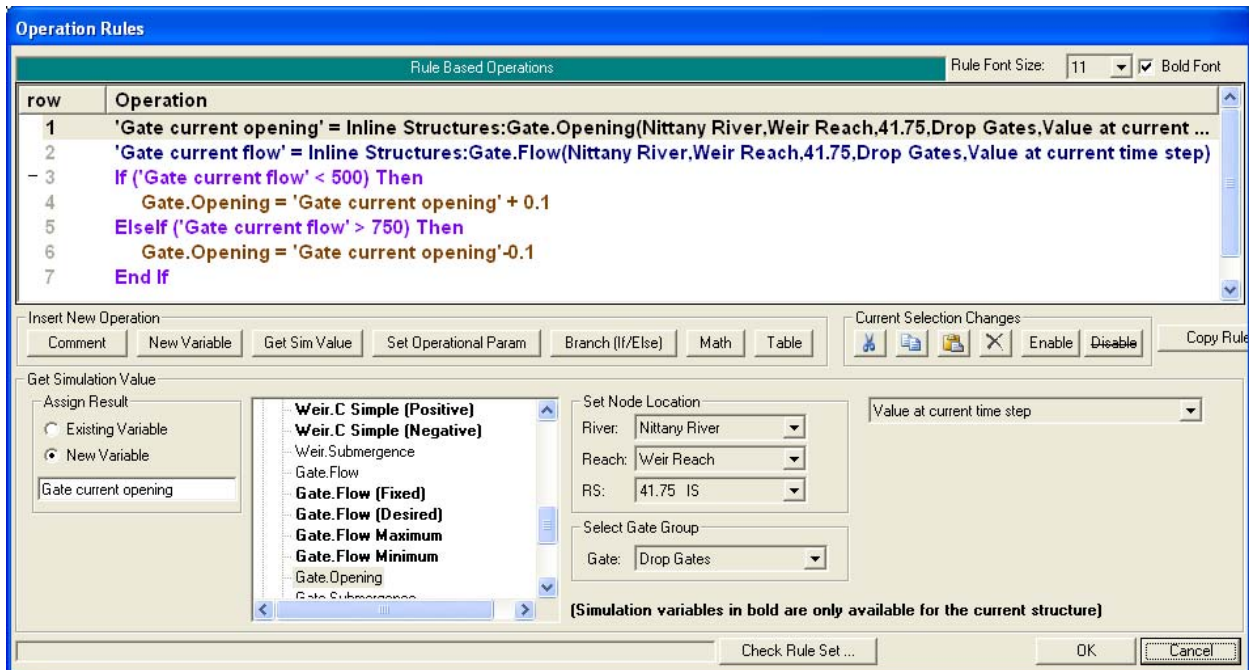 Operation Rules
Rule Based Operations
Rule Font Size: 11 Bold Font
row Operation
1 'Gate current opening' = Inline Structures:Gate.Opening(Nittany River,Weir Reach,41.75,Drop Gates,Value at current ...
2 'Gate current flow' = Inline Structures:Gate.Flow(Nittany River,Weir Reach,41.75,Drop Gates,Value at current time step)
3 If ('Gate current flow' < 500) Then
4 Gate.Opening = 'Gate current opening' + 0.1
5 ElseIf ('Gate current flow' > 750) Then
6 Gate.Opening = 'Gate current opening'-0.1
7 End If
Insert New Operation
Comment New Variable Get Sim Value Set Operational Param Branch (If/Else) Math Table
Current Selection Changes
Enable Disable
Copy Rule
Get Simulation Value
Assign Result
Existing Variable
New Variable
Gate current opening
Weir.C Simple (Positive)
Weir.C Simple (Negative)
Weir.Submergence
Gate.Flow
Gate.Flow (Fixed)
Gate.Flow (Desired)
Gate.Flow Maximum
Gate.Flow Minimum
Gate.Opening
Gate.Submergence
Set Node Location
River: Nittany River
Reach: Weir Reach
RS: 41.75 IS
Select Gate Group
Gate: Drop Gates
Value at current time step
(Simulation variables in bold are only available for the current structure)
Check Rule Set ... OK Cancel